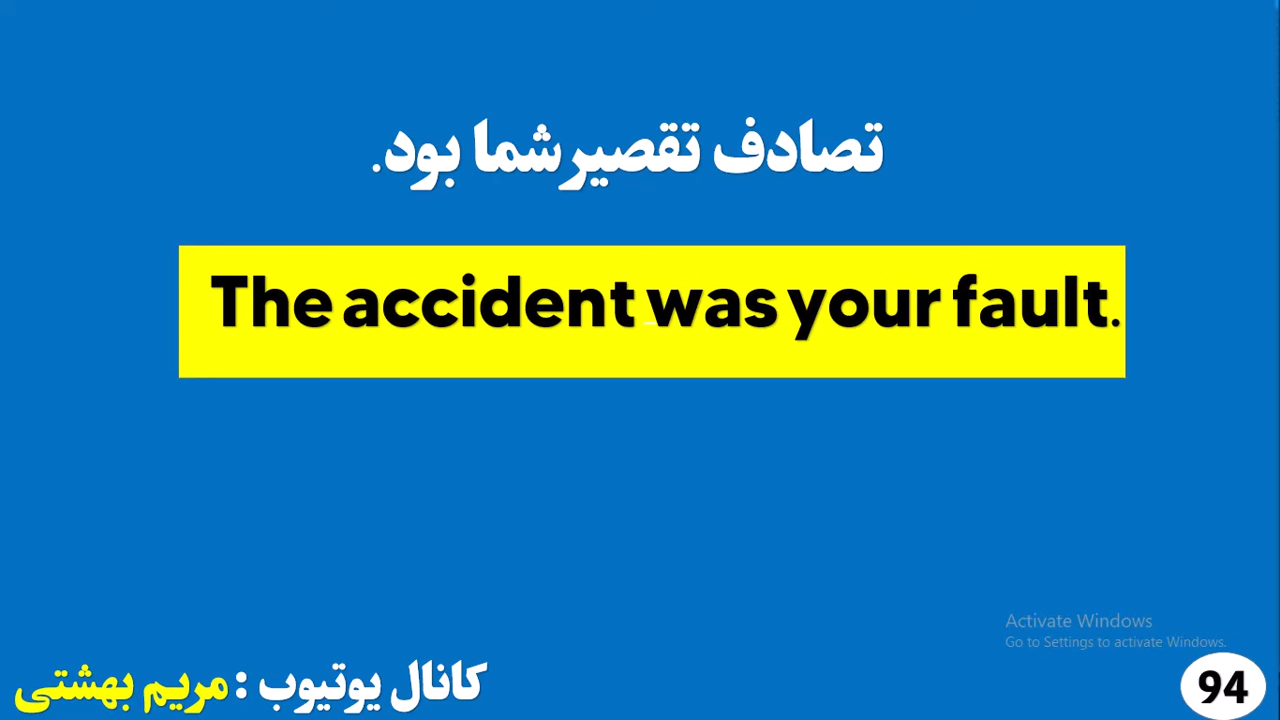 تصادف تقصیر شما بود.
The accident was your fault.
Activate Windows
Go to Settings to activate Windows.
کانال یوتیوب : مریم بهشتی
94